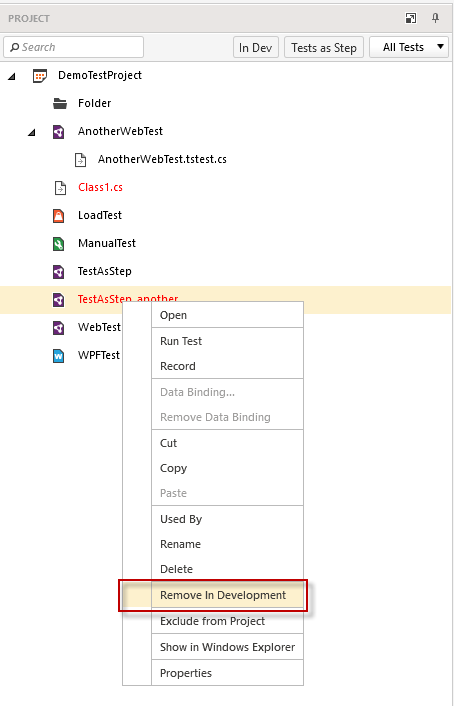 PROJECT
Search
In Dev
Tests as Step
All Tests
DemoTestProject
Folder
AnotherWebTest
AnotherWebTest.tstest.cs
Class1.cs
LoadTest
ManualTest
TestAsStep
TestAsStep_another
WebTest
WPFTest
Open
Run Test
Record
Data Binding...
Remove Data Binding
Cut
Copy
Paste
Used By
Rename
Delete
Remove In Development
Exclude from Project
Show in Windows Explorer
Properties